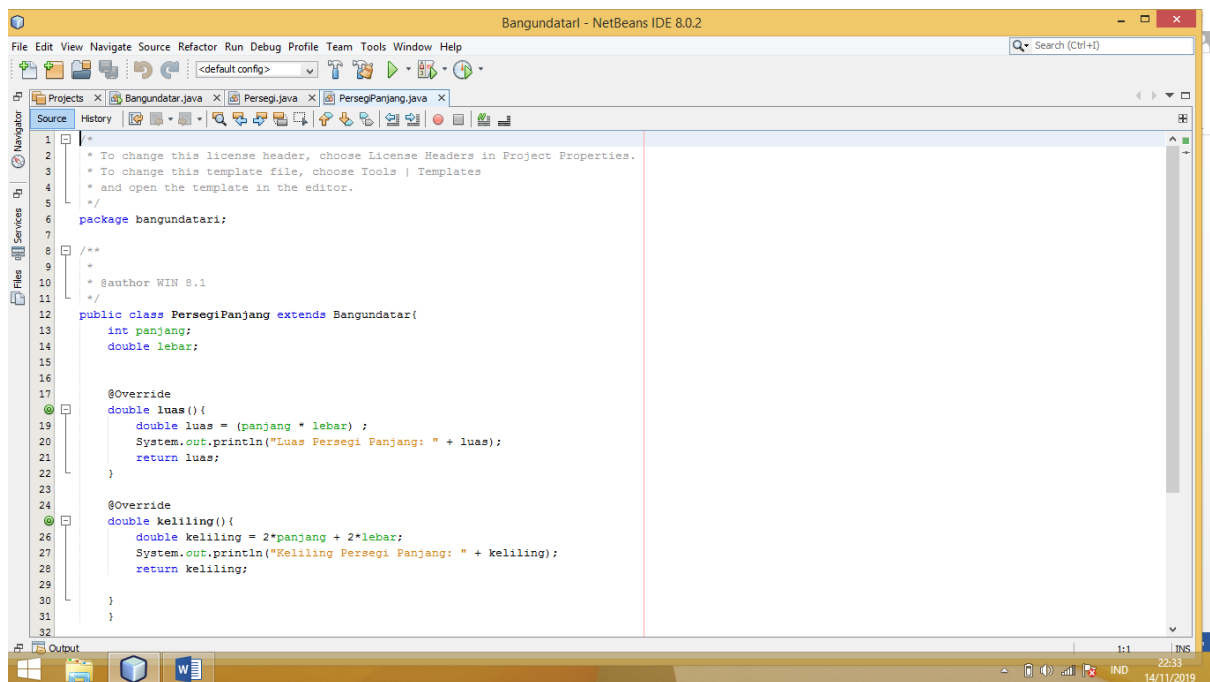 BangundatarI - NetBeans IDE 8.0.2
File Edit View Navigate Source Refactor Run Debug Profile Team Tools Window Help
Search (Ctrl+I)
<default config>
Projects Bangundatar.java Persegi.java PersegiPanjang.java
Source History
Navigator
Services
Files
1 /*
2 * To change this license header, choose License Headers in Project Properties.
3 * To change this template file, choose Tools | Templates
4 * and open the template in the editor.
5 */
6 package bangundatari;
7
8 /**
9 *
10 * @author WIN 8.1
11 */
12 public class PersegiPanjang extends Bangundatar{
13 int panjang;
14 double lebar;
15
16
17 @Override
double luas(){
19 double luas = (panjang * lebar) ;
20 System.out.println("Luas Persegi Panjang: " + luas);
21 return luas;
22 }
23
24 @Override
double keliling(){
26 double keliling = 2*panjang + 2*lebar;
27 System.out.println("Keliling Persegi Panjang: " + keliling);
28 return keliling;
29
30 }
31 }
32
Output
1:1 INS
IND
22:33
14/11/2019